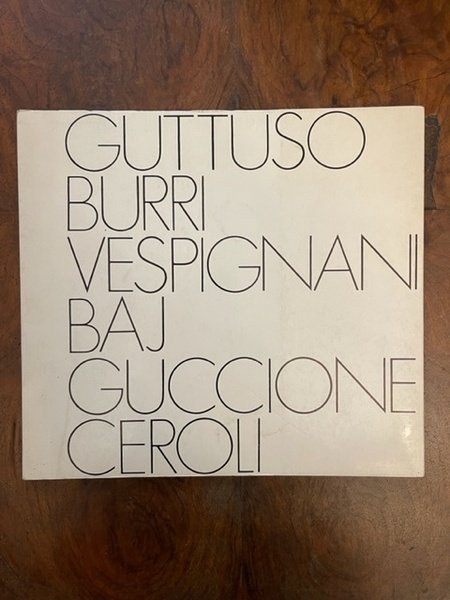 GUTTUSO
BURRI
VESPIGNANI
BAJ
GUCCIONE
CEROLI